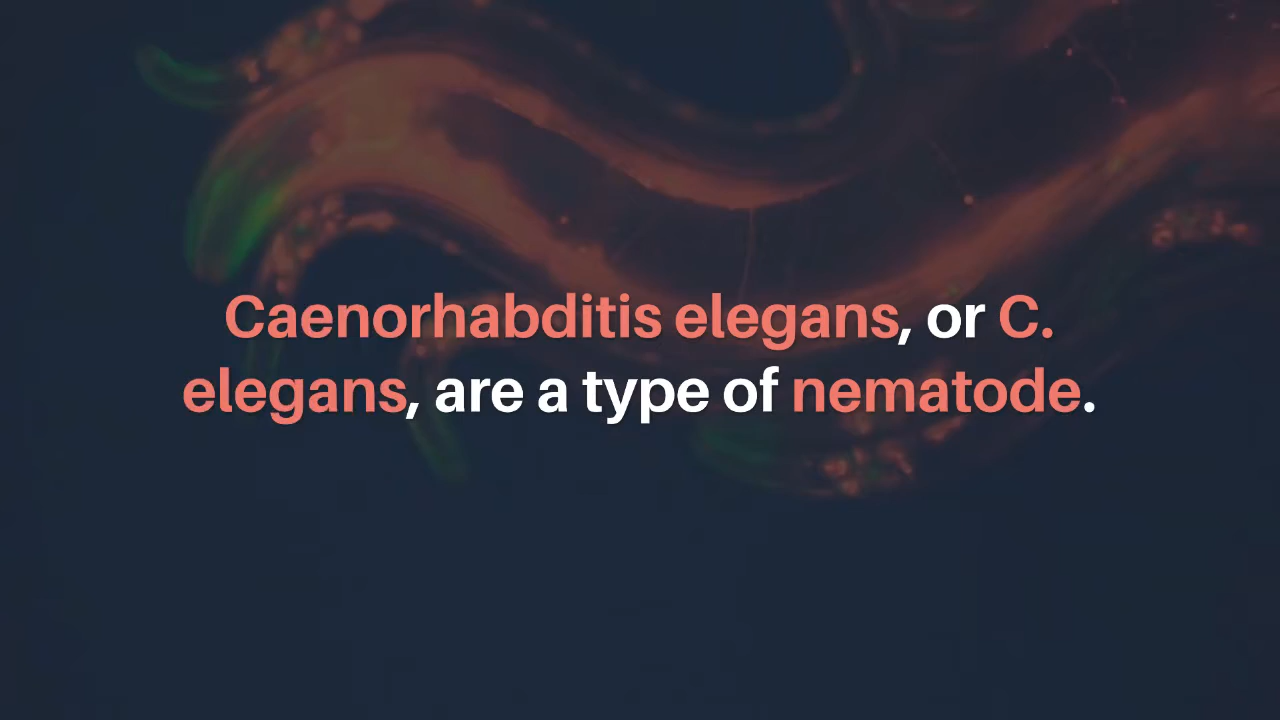 Caenorhabditis elegans, or C.
elegans, are a type of nematode.